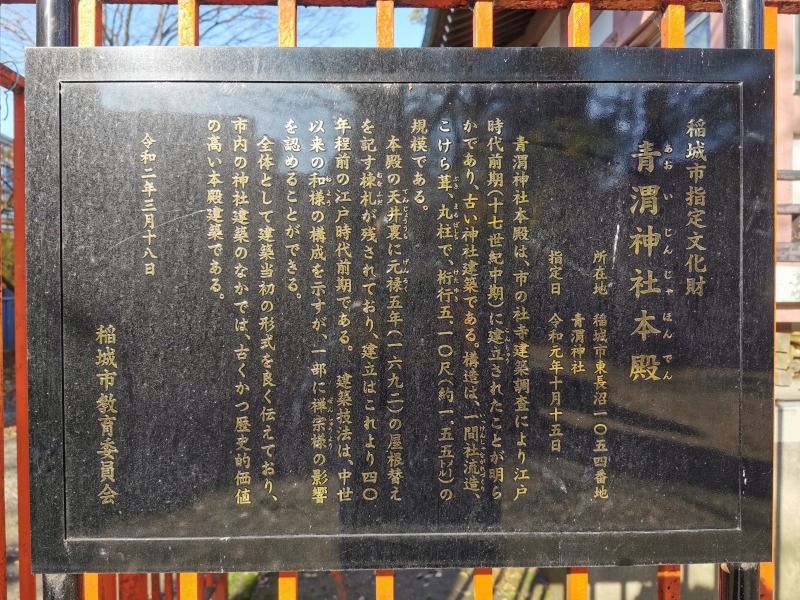 稲城市指定文化財
青渭神社本殿
あおいじんじゃほんでん
所在地　稲城市東長沼一〇五四番地
青渭神社
指定日　令和元年十月十五日
青渭神社本殿は、市の社寺建築調査により江戸
時代前期(十七世紀中期)に建立されたことが明ら
かであり、古い神社建築である。構造は、一間社流造、
こけら葺、丸柱で、桁行五.一〇尺(約一.五五㍍)の
規模である。
本殿の天井裏に元禄五年(一六九二)の屋根替え
を記す棟札が残されており、建立はこれより四〇
年程前の江戸時代前期である。　建築技法は、中世
以来の和様の構成を示すが、一部に禅宗様の影響
を認めることができる。
全体として建築当初の形式を良く伝えており、
市内の神社建築のなかでは、古くかつ歴史的価値
の高い本殿建築である。
令和二年三月十八日
稲城市教育委員会